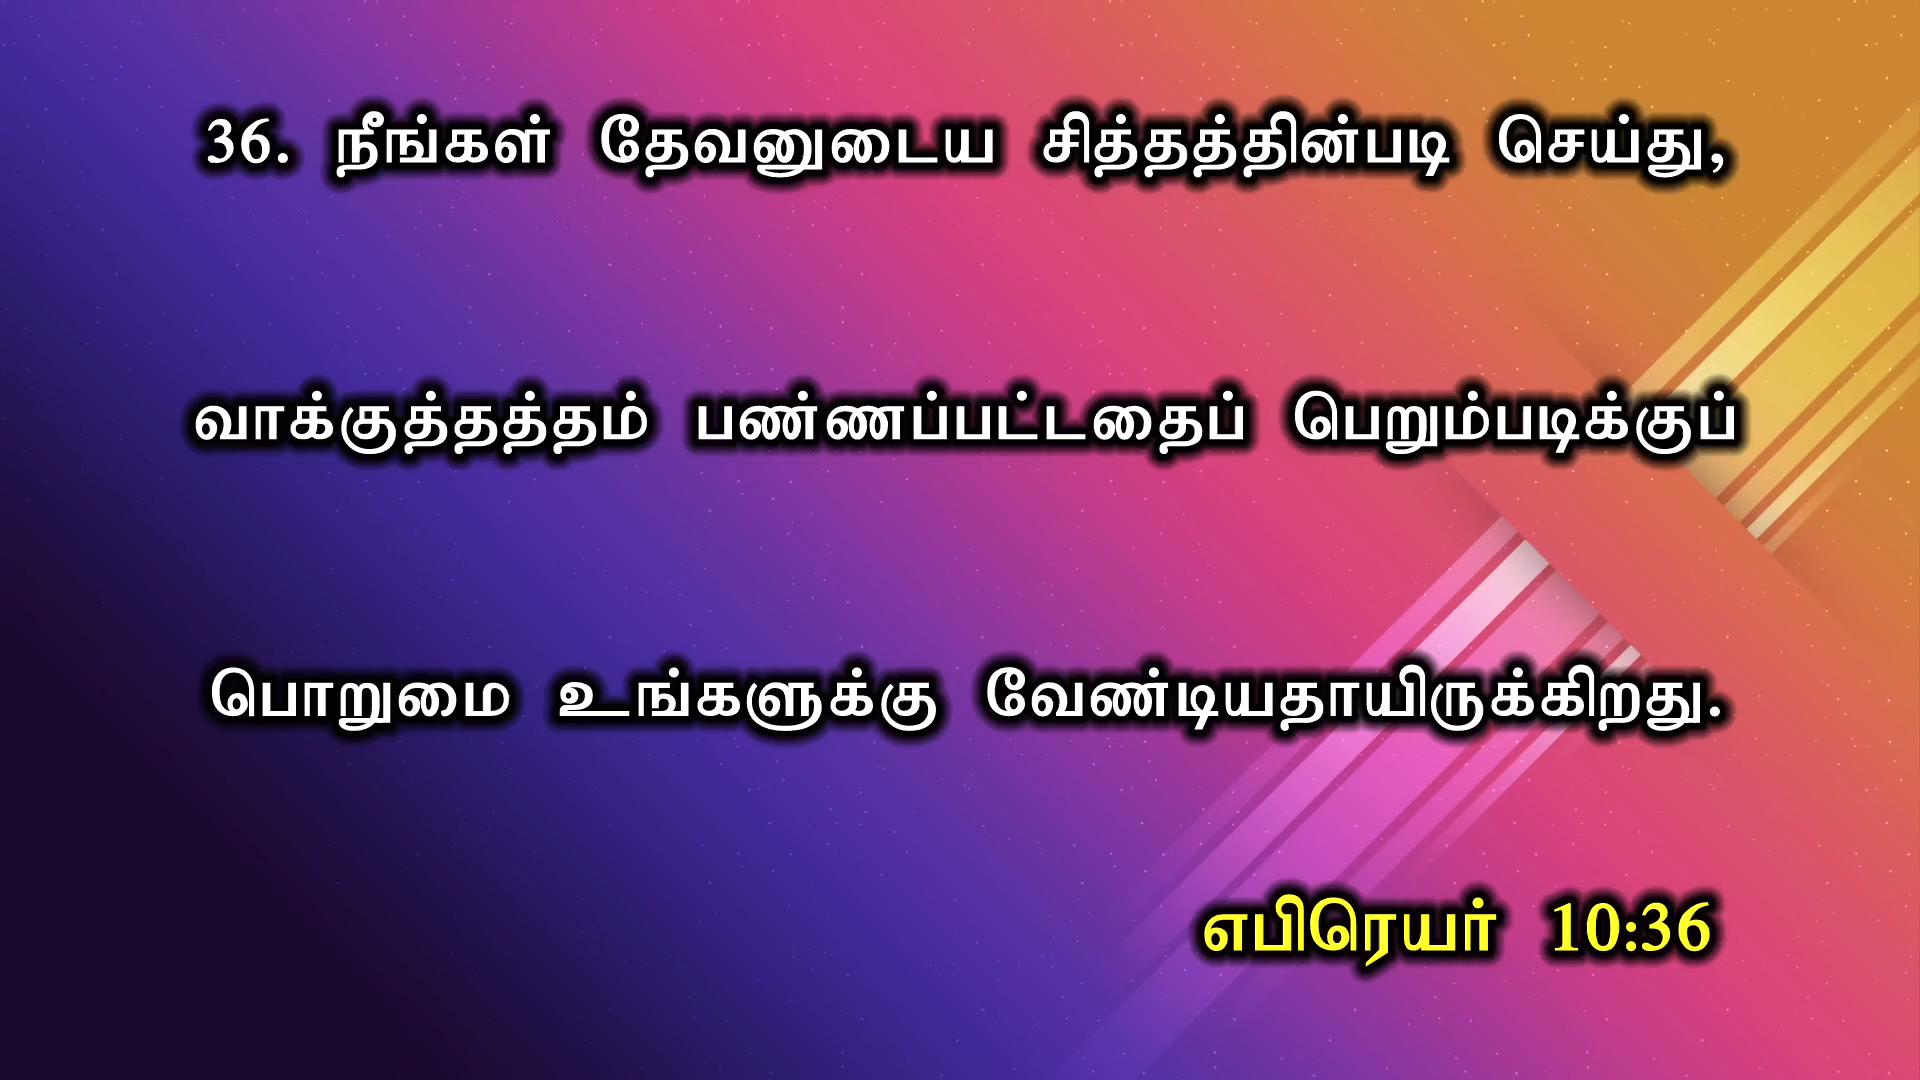 36. நீங்கள் தேவனுடைய சித்தத்தின்படி செய்து,
வாக்குத்தத்தம் பண்ணப்பட்டதைப் பெறும்படிக்குப்
பொறுமை உங்களுக்கு வேண்டியதாயிருக்கிறது.
எபிரெயர் 10:36